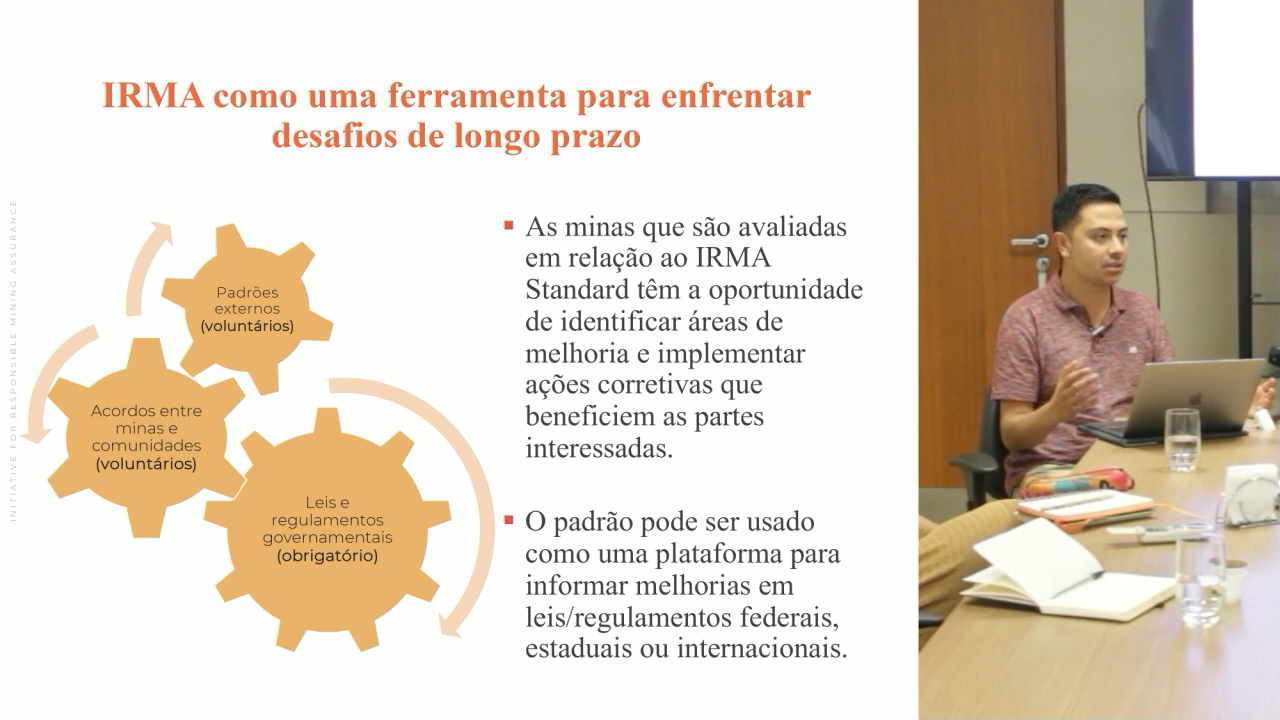 IRMA como uma ferramenta para enfrentar
desafios de longo prazo
INITIATIVE FOR RESPONSIBLE MINING ASSURANCE
Padrões
externos
(voluntários)
Acordos entre
minas e
comunidades
(voluntários)
Leis e
regulamentos
governamentais
(obrigatório)
▪ As minas que são avaliadas
em relação ao IRMA
Standard têm a oportunidade
de identificar áreas de
melhoria e implementar
ações corretivas que
beneficiem as partes
interessadas.
▪ O padrão pode ser usado
como uma plataforma para
informar melhorias em
leis/regulamentos federais,
estaduais ou internacionais.